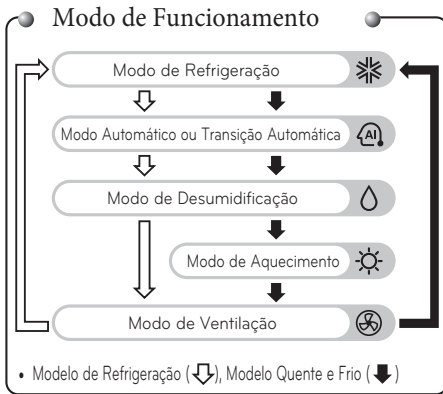 Modo de Funcionamento
Modo de Refrigeração
Modo Automático ou Transição Automática
AI
Modo de Desumidificação
Modo de Aquecimento
Modo de Ventilação
• Modelo de Refrigeração (), Modelo Quente e Frio ()